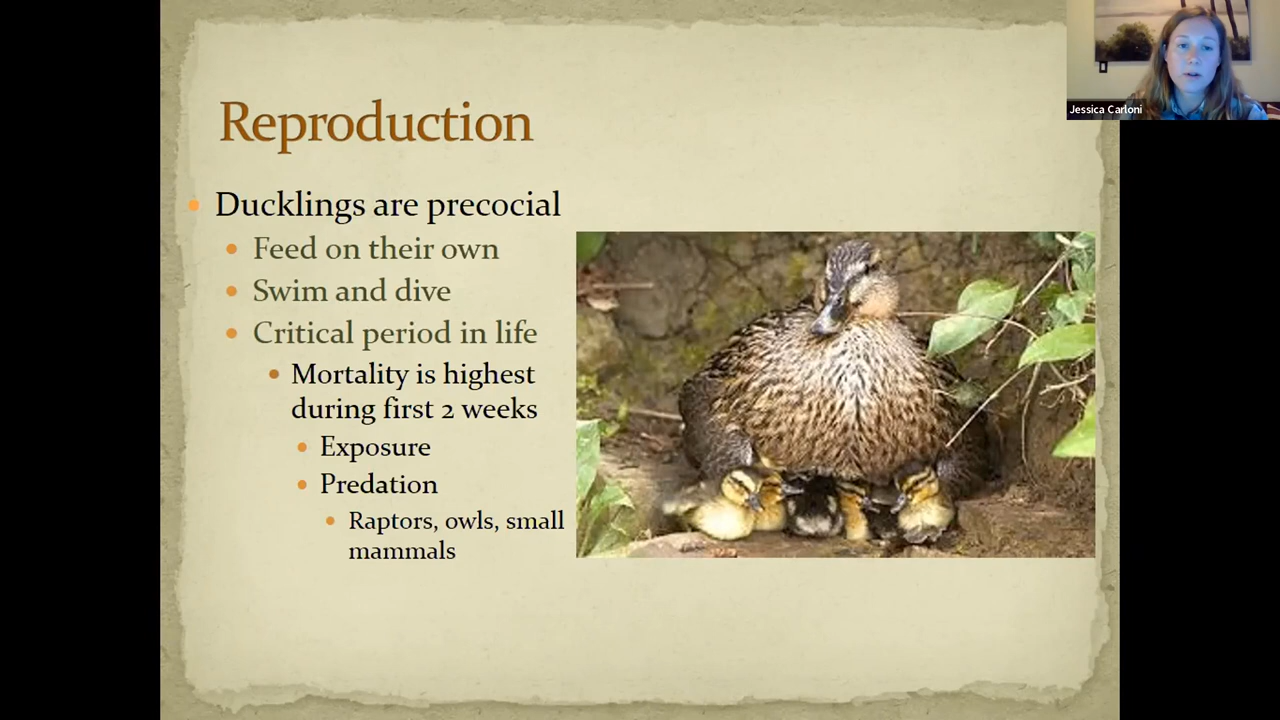 Jessica Carloni
Reproduction
Ducklings are precocial
Feed on their own
Swim and dive
Critical period in life
Mortality is highest
during first 2 weeks
Exposure
Predation
Raptors, owls, small
mammals